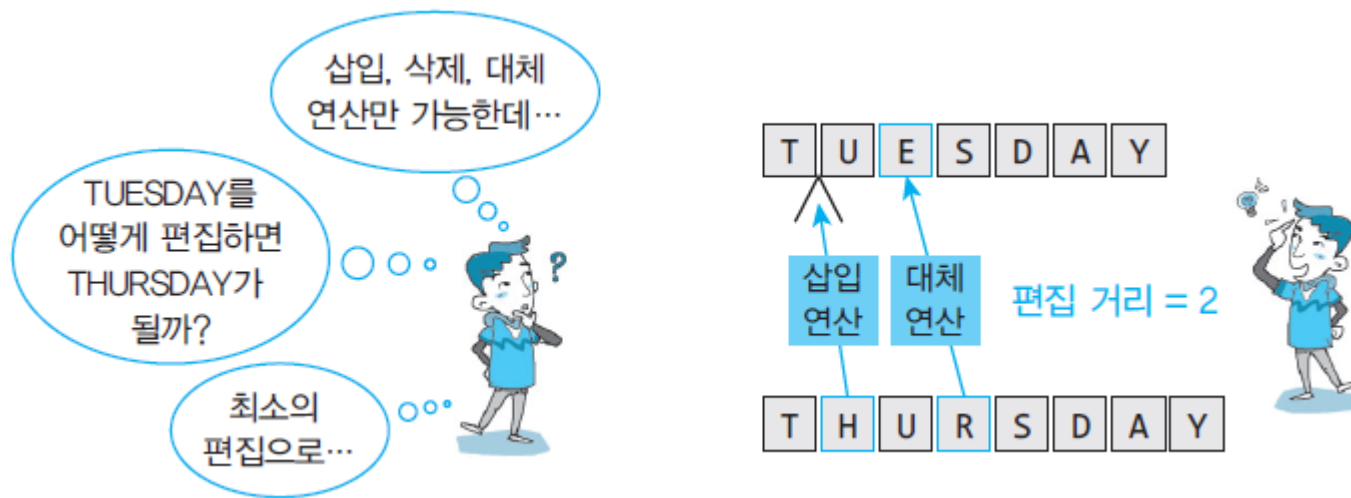 삽입, 삭제, 대체
연산만 가능한데…
TUESDAY를
어떻게 편집하면
THURSDAY가
될까?
?
최소의
편집으로…
T U E S D A Y
삽입
연산
대체
연산
편집 거리 = 2
T H U R S D A Y